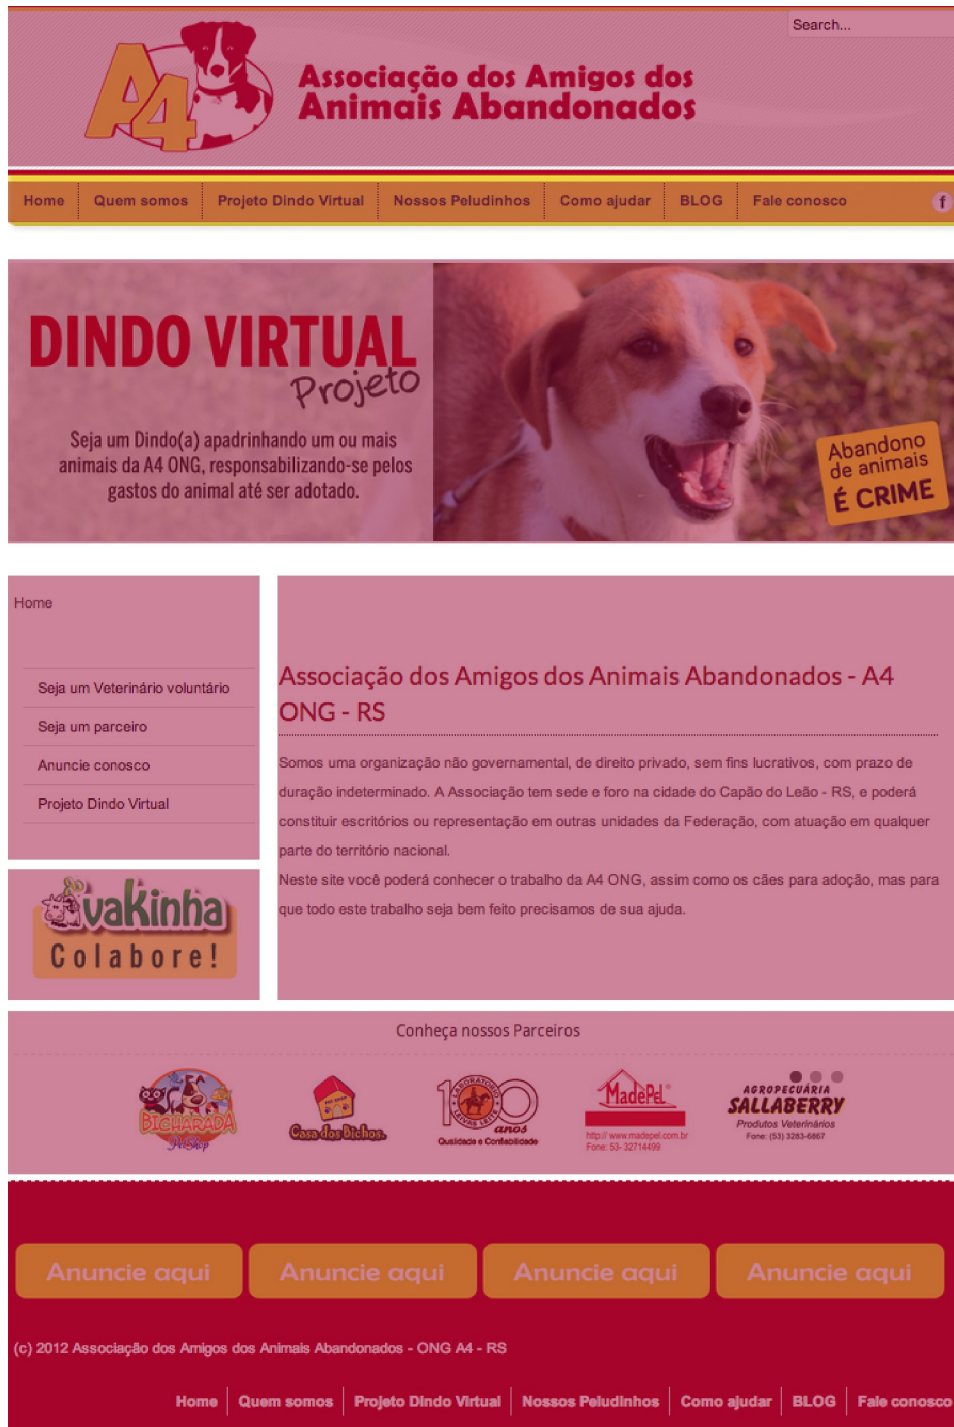 Search...
A4
Associação dos Amigos dos
Animais Abandonados
Home
Quem somos
Projeto Dindo Virtual
Nossos Peludinhos
Como ajudar
BLOG
Fale conosco
f
DINDO VIRTUAL
Projeto
Seja um Dindo(a) apadrinhando um ou mais
animais da A4 ONG, responsabilizando-se pelos
gastos do animal até ser adotado.
Abandono
de animais
É CRIME
Home
Seja um Veterinário voluntário
Seja um parceiro
Anuncie conosco
Projeto Dindo Virtual
vakinha
Colabore!
Associação dos Amigos dos Animais Abandonados - A4
ONG - RS
Somos uma organização não governamental, de direito privado, sem fins lucrativos, com prazo de
duração indeterminado. A Associação tem sede e foro na cidade do Capão do Leão - RS, e poderá
constituir escritórios ou representação em outras unidades da Federação, com atuação em qualquer
parte do território nacional.
Neste site você poderá conhecer o trabalho da A4 ONG, assim como os cães para adoção, mas para
que todo este trabalho seja bem feito precisamos de sua ajuda.
Conheça nossos Parceiros
BICHARADA
PetShop
Casa dos Bichos
LABORATÓRIO
LEIVAS LEITE
100
anos
Qualidade e Confiabilidade
MadePel
http:// www.madepel.com.br
Fone: 53- 32714499
AGROPECUÁRIA
SALLABERRY
Produtos Veterinários
Fone: (53) 3283-6867
Anuncie aqui
Anuncie aqui
Anuncie aqui
Anuncie aqui
(c) 2012 Associação dos Amigos dos Animais Abandonados - ONG A4 - RS
Home
Quem somos
Projeto Dindo Virtual
Nossos Peludinhos
Como ajudar
BLOG
Fale conosco